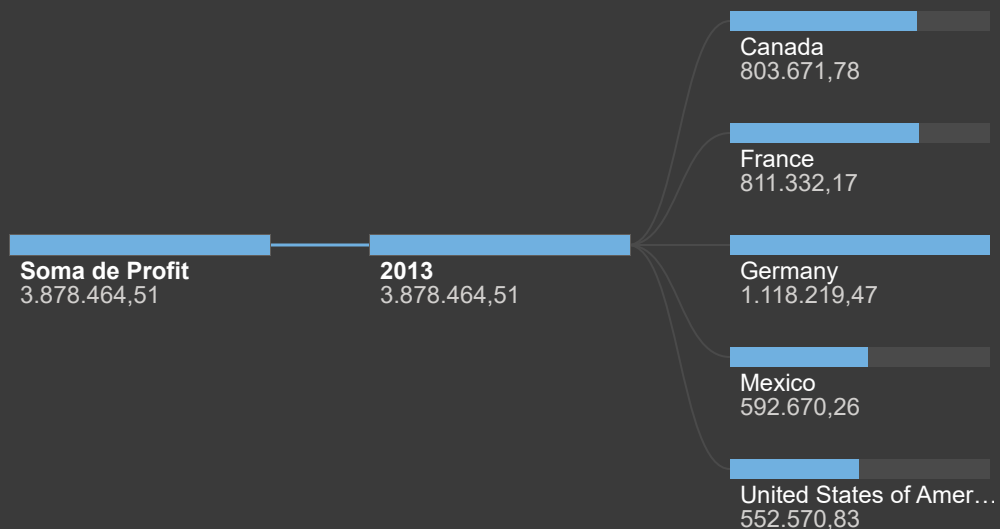 Soma de Profit
3.878.464,51
2013
3.878.464,51
Canada
803.671,78
France
811.332,17
Germany
1.118.219,47
Mexico
592.670,26
United States of Amer…
552.570,83